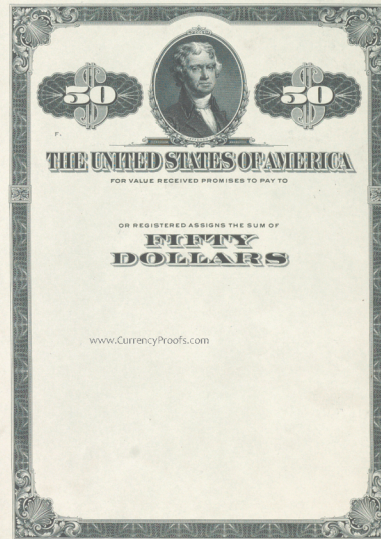 50 50
F-
THE UNITED STATES OF AMERICA
FOR VALUE RECEIVED PROMISES TO PAY TO
OR REGISTERED ASSIGNS THE SUM OF
FIFTY
DOLLARS
www.CurrencyProofs.com